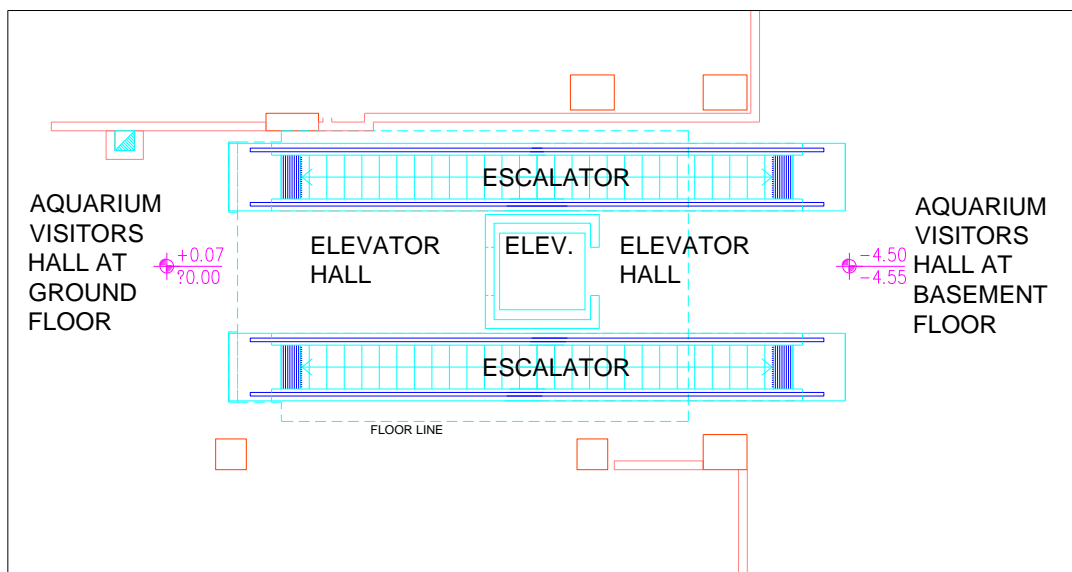 ESCALATOR
AQUARIUM
VISITORS
HALL AT
GROUND
FLOOR
+0.07
?0.00
ELEVATOR
HALL
ELEV.
ELEVATOR
HALL
-4.50
-4.55
AQUARIUM
VISITORS
HALL AT
BASEMENT
FLOOR
ESCALATOR
FLOOR LINE